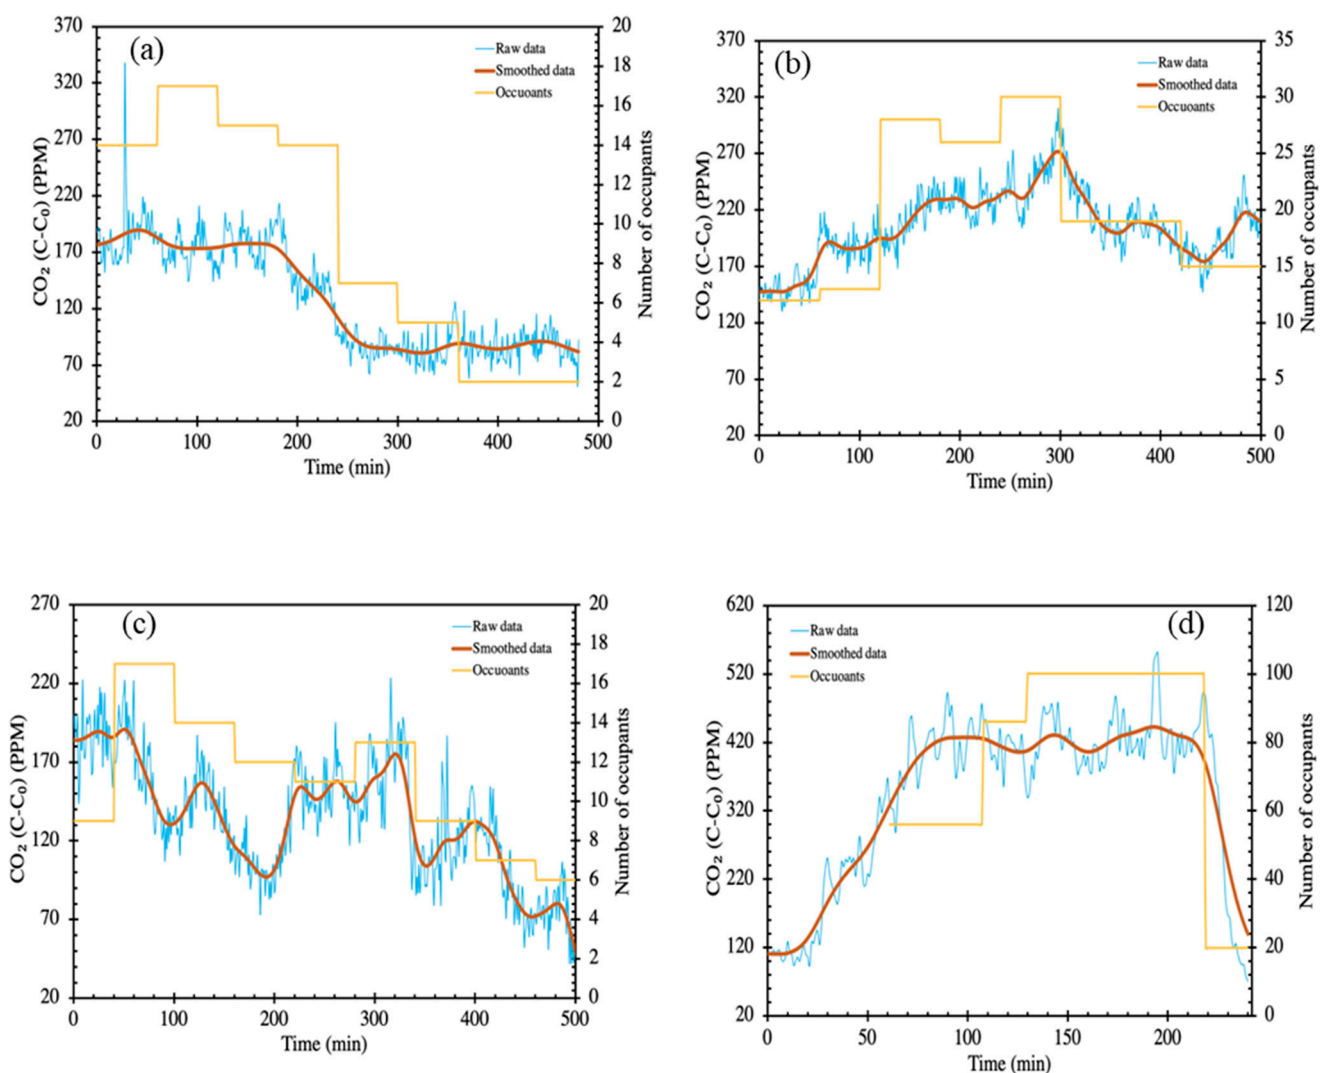 (a)
Raw data
Smoothed data
Occuoants
370
320
270
220
170
120
70
20
CO₂ (C-C₀) (PPM)
20
18
16
14
12
10
8
6
4
2
0
Number of occupants
0 100 200 300 400 500
Time (min)
(b)
Raw data
Smoothed data
Occuoants
370
320
270
220
170
120
70
20
CO₂ (C-C₀) (PPM)
35
30
25
20
15
10
5
0
Number of occupants
0 100 200 300 400 500
Time (min)
(c)
Raw data
Smoothed data
Occuoants
270
220
170
120
70
20
CO₂ (C-C₀) (PPM)
20
18
16
14
12
10
8
6
4
2
0
Number of occupants
0 100 200 300 400 500
Time (min)
(d)
Raw data
Smoothed data
Occuoants
620
520
420
320
220
120
20
CO₂ (C-C₀) (PPM)
120
100
80
60
40
20
0
Number of occupants
0 50 100 150 200
Time (min)